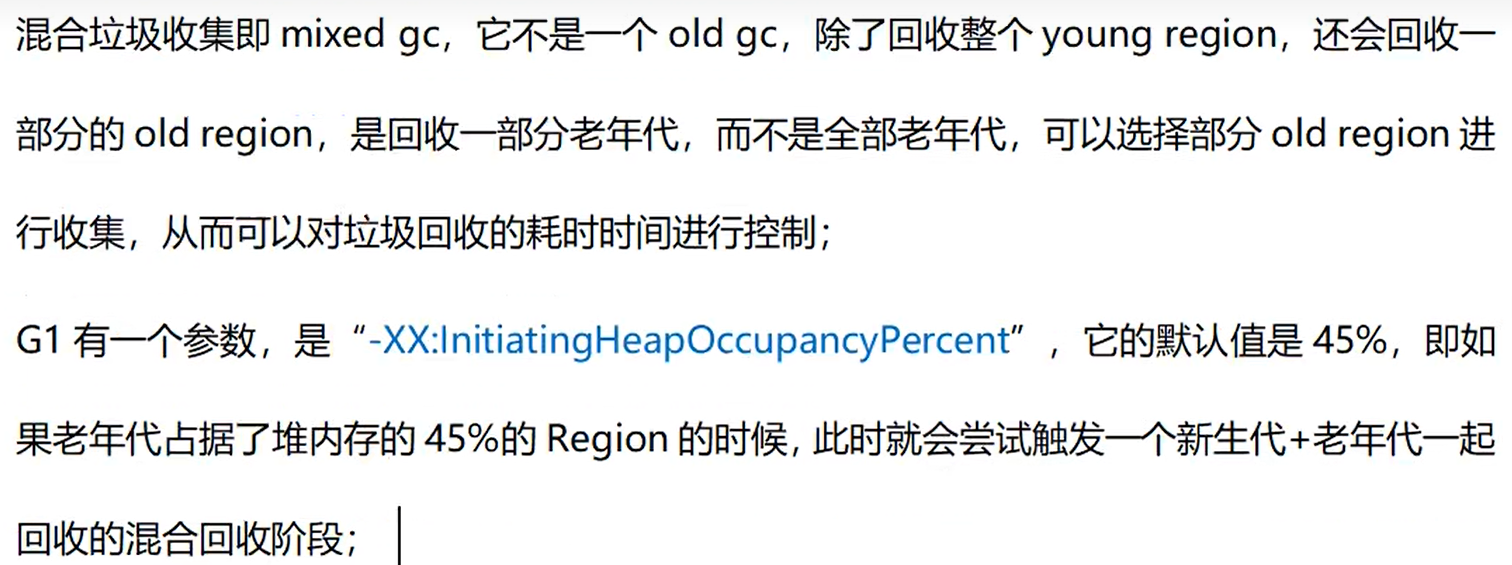 混合垃圾收集即 mixed gc，它不是一个 old gc，除了回收整个 young region，还会回收一
部分的 old region，是回收一部分老年代，而不是全部老年代，可以选择部分 old region 进
行收集，从而可以对垃圾回收的耗时时间进行控制；
G1 有一个参数，是“-XX:InitiatingHeapOccupancyPercent”，它的默认值是 45%，即如
果老年代占据了堆内存的 45%的 Region 的时候，此时就会尝试触发一个新生代+老年代一起
回收的混合回收阶段；